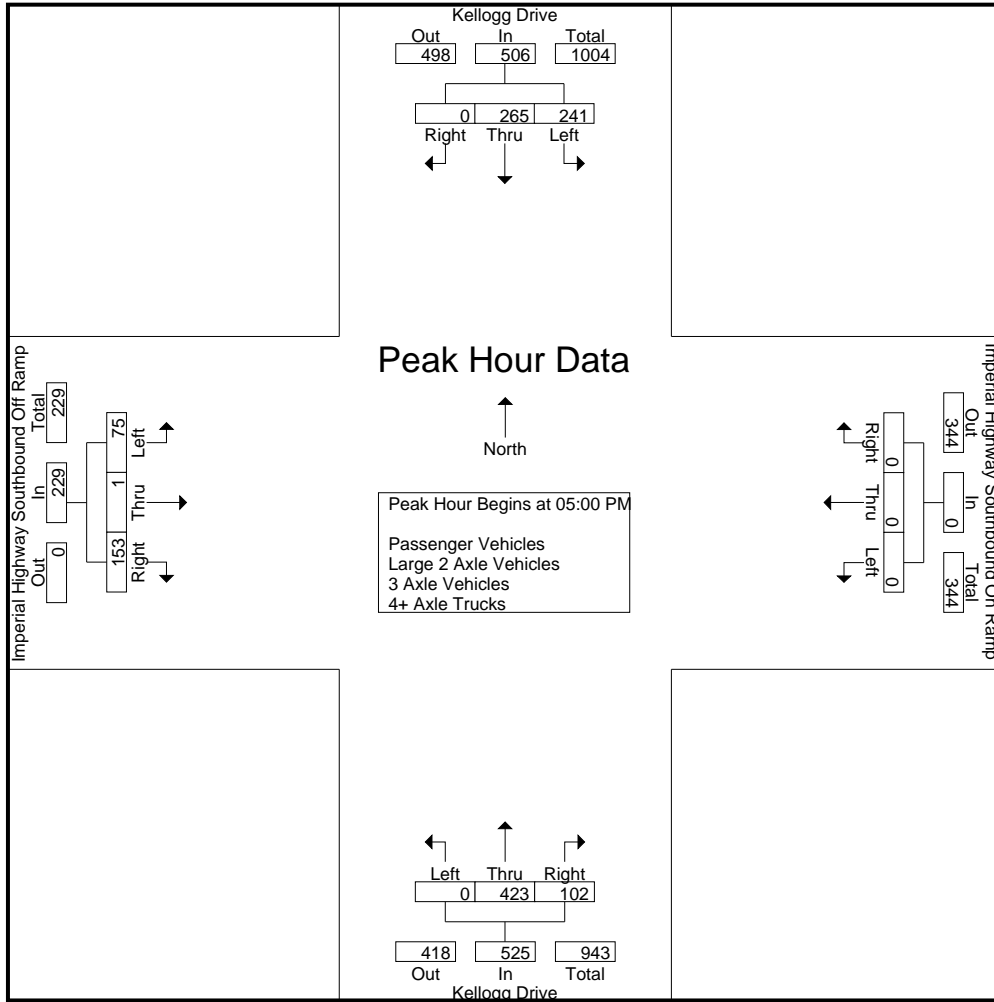 Kellogg Drive
Out In Total
498 506 1004
0 265 241
Right Thru Left
Peak Hour Data
North
Peak Hour Begins at 05:00 PM
Passenger Vehicles
Large 2 Axle Vehicles
3 Axle Vehicles
4+ Axle Trucks
Imperial Highway Southbound Off Ramp
Out In Total
0 229 229
75 1 153
Left Thru Right
Imperial Highway Southbound On Ramp
Out In Total
344 0 344
0 0 0
Right Thru Left
Left Thru Right
0 423 102
418 525 943
Out In Total
Kellogg Drive